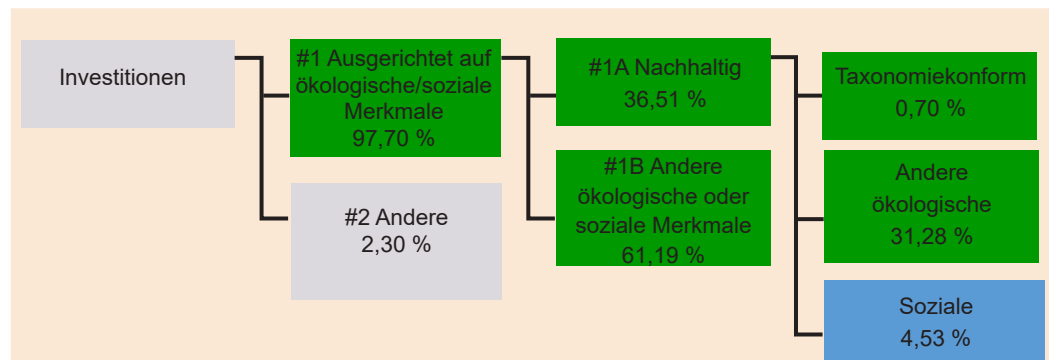 Investitionen
#1 Ausgerichtet auf
ökologische/soziale
Merkmale
97,70 %
#2 Andere
2,30 %
#1A Nachhaltig
36,51 %
#1B Andere
ökologische oder
soziale Merkmale
61,19 %
Taxonomiekonform
0,70 %
Andere
ökologische
31,28 %
Soziale
4,53 %